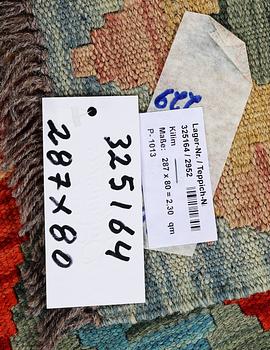 325164
287x80
Lager-Nr. / Teppich-N
325164 / 2952
Kilim
Maße: 287 x 80 = 2,30 qm
P- 1013